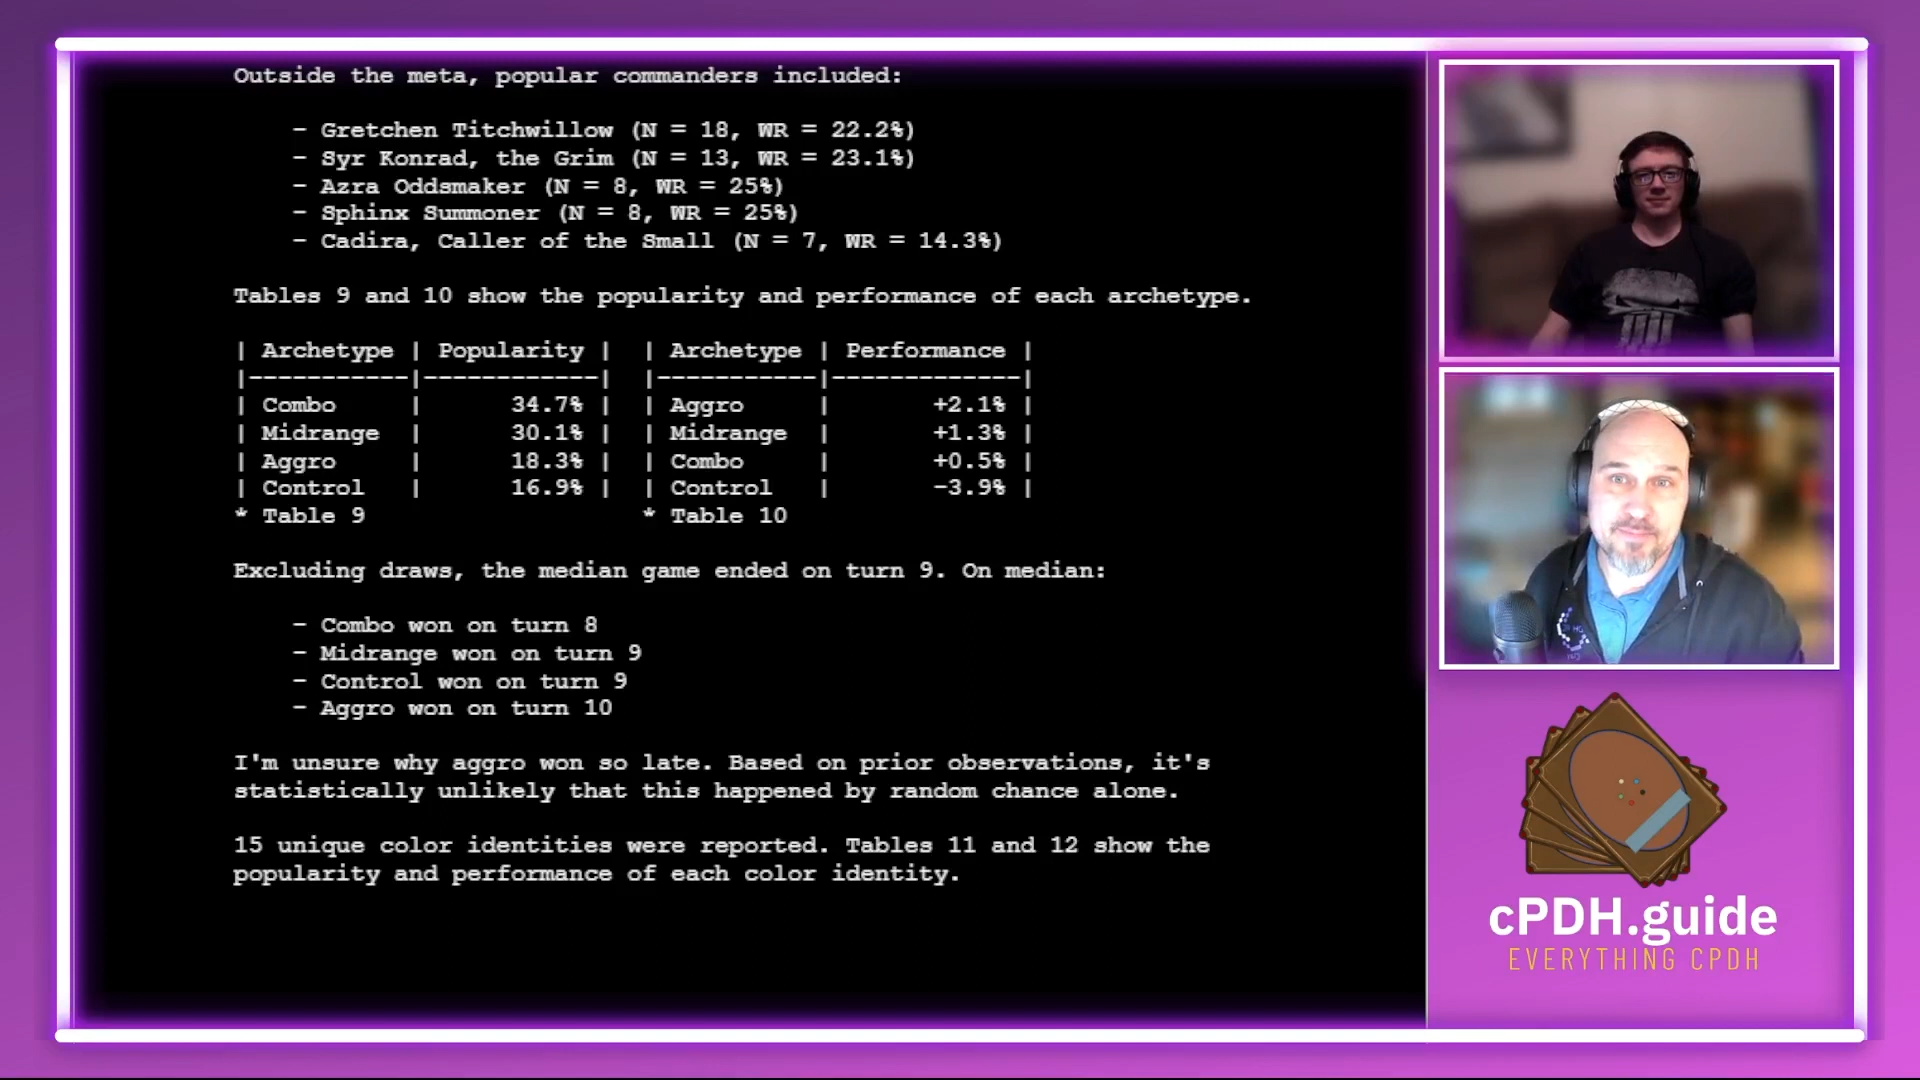 Outside the meta, popular commanders included:
- Gretchen Titchwillow (N = 18, WR = 22.2%)
- Syr Konrad, the Grim (N = 13, WR = 23.1%)
- Azra Oddsmaker (N = 8, WR = 25%)
- Sphinx Summoner (N = 8, WR = 25%)
- Cadira, Caller of the Small (N = 7, WR = 14.3%)
Tables 9 and 10 show the popularity and performance of each archetype.
| Archetype | Popularity | | Archetype | Performance |
|-----------|------------| |-----------|-------------|
| Combo | 34.7% | | Aggro | +2.1% |
| Midrange | 30.1% | | Midrange | +1.3% |
| Aggro | 18.3% | | Combo | +0.5% |
| Control | 16.9% | | Control | -3.9% |
* Table 9 * Table 10
Excluding draws, the median game ended on turn 9. On median:
- Combo won on turn 8
- Midrange won on turn 9
- Control won on turn 9
- Aggro won on turn 10
I'm unsure why aggro won so late. Based on prior observations, it's
statistically unlikely that this happened by random chance alone.
15 unique color identities were reported. Tables 11 and 12 show the
popularity and performance of each color identity.
cPDH.guide
EVERYTHING CPDH